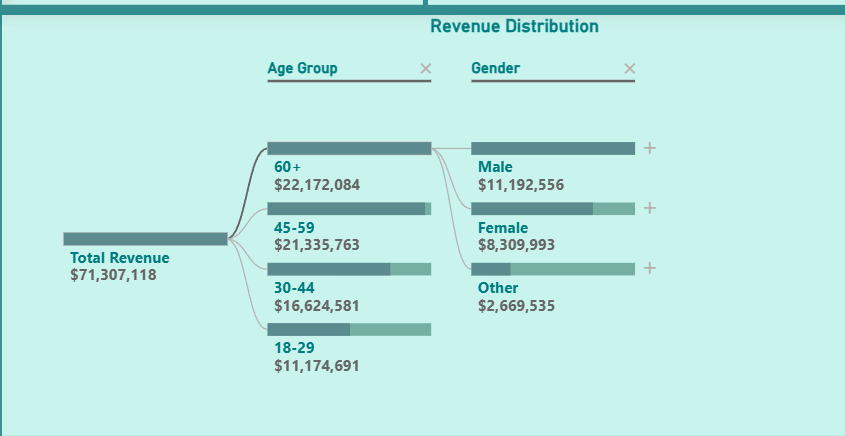 Revenue Distribution
Age Group
Gender
60+
$22,172,084
Male
$11,192,556
45-59
$21,335,763
Female
$8,309,993
Total Revenue
$71,307,118
30-44
$16,624,581
Other
$2,669,535
18-29
$11,174,691